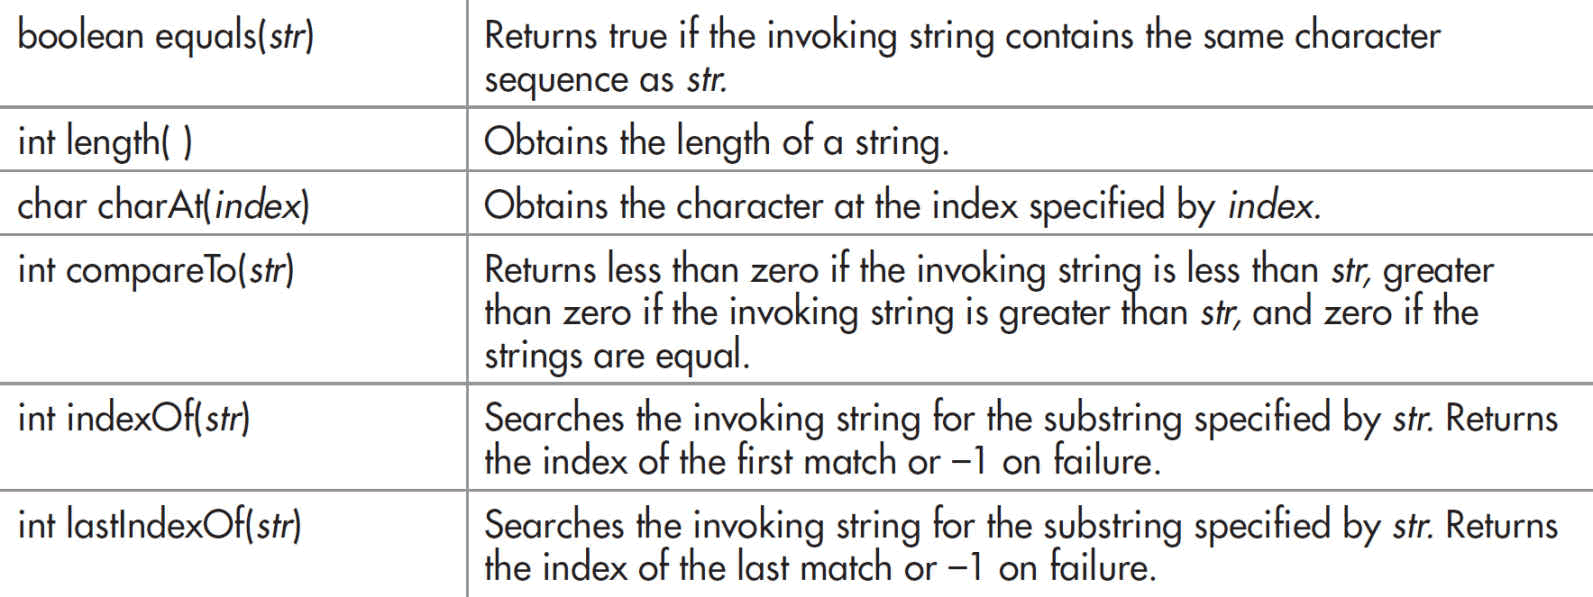 boolean equals(str)
Returns true if the invoking string contains the same character
sequence as str.
int length( )
Obtains the length of a string.
char charAt(index)
Obtains the character at the index specified by index.
int compareTo(str)
Returns less than zero if the invoking string is less than str, greater
than zero if the invoking string is greater than str, and zero if the
strings are equal.
int indexOf(str)
Searches the invoking string for the substring specified by str. Returns
the index of the first match or –1 on failure.
int lastIndexOf(str)
Searches the invoking string for the substring specified by str. Returns
the index of the last match or –1 on failure.